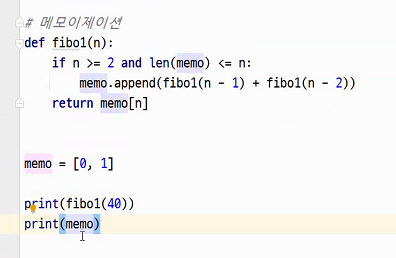 # 메모이제이션
def fibo1(n):
    if n >= 2 and len(memo) <= n:
        memo.append(fibo1(n - 1) + fibo1(n - 2))
    return memo[n]
memo = [0, 1]
print(fibo1(40))
print(memo)